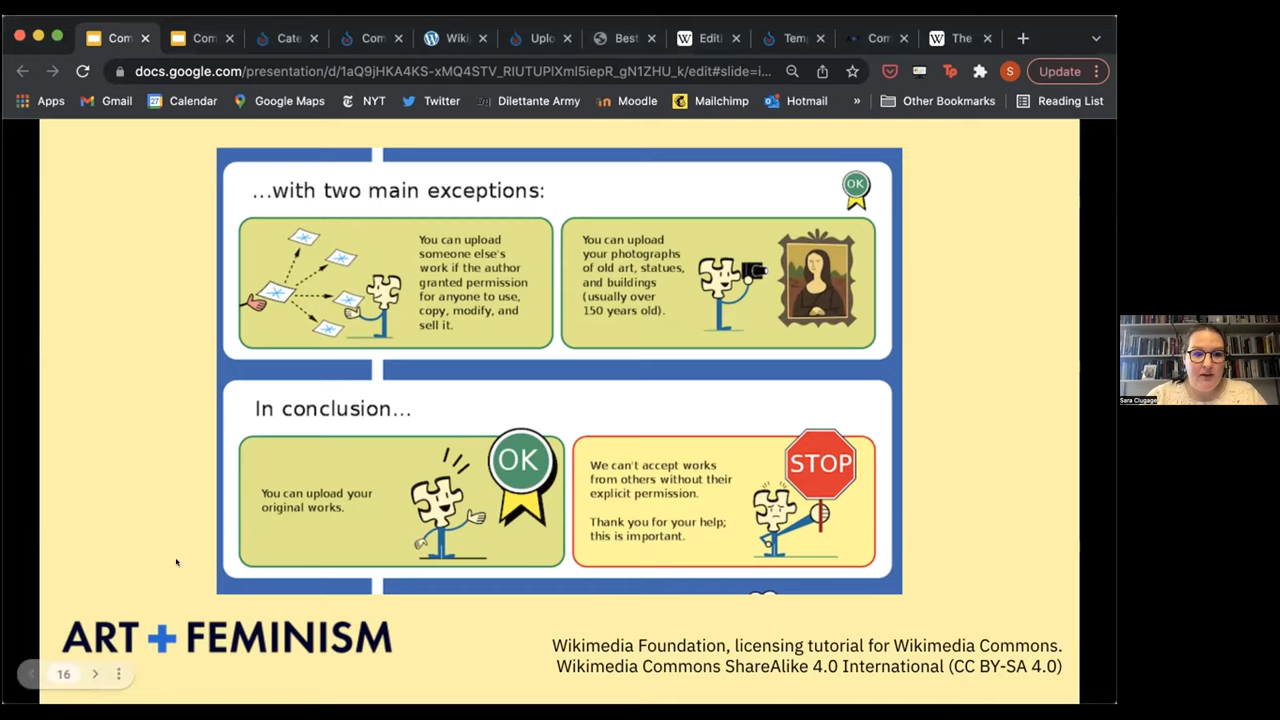 Com
Com
Cate
Com
Wiki
Uplo
Best
Editi
Temp
Com
The
docs.google.com/presentation/d/1aQ9jHKA4KS-xMQ4STV_RIUTUPlXml5iepR_gN1ZHU_k/edit#slide=i...
S
Update
Apps
Gmail
Calendar
Google Maps
NYT
Twitter
Dilettante Army
Moodle
Mailchimp
Hotmail
»
Other Bookmarks
Reading List
...with two main exceptions:
OK
You can upload
someone else's
work if the author
granted permission
for anyone to use,
copy, modify, and
sell it.
You can upload
your photographs
of old art, statues,
and buildings
(usually over
150 years old).
In conclusion...
You can upload your
original works.
OK
We can't accept works
from others without their
explicit permission.
Thank you for your help;
this is important.
STOP
ART + FEMINISM
16
Wikimedia Foundation, licensing tutorial for Wikimedia Commons.
Wikimedia Commons ShareAlike 4.0 International (CC BY-SA 4.0)
Sara Clugage